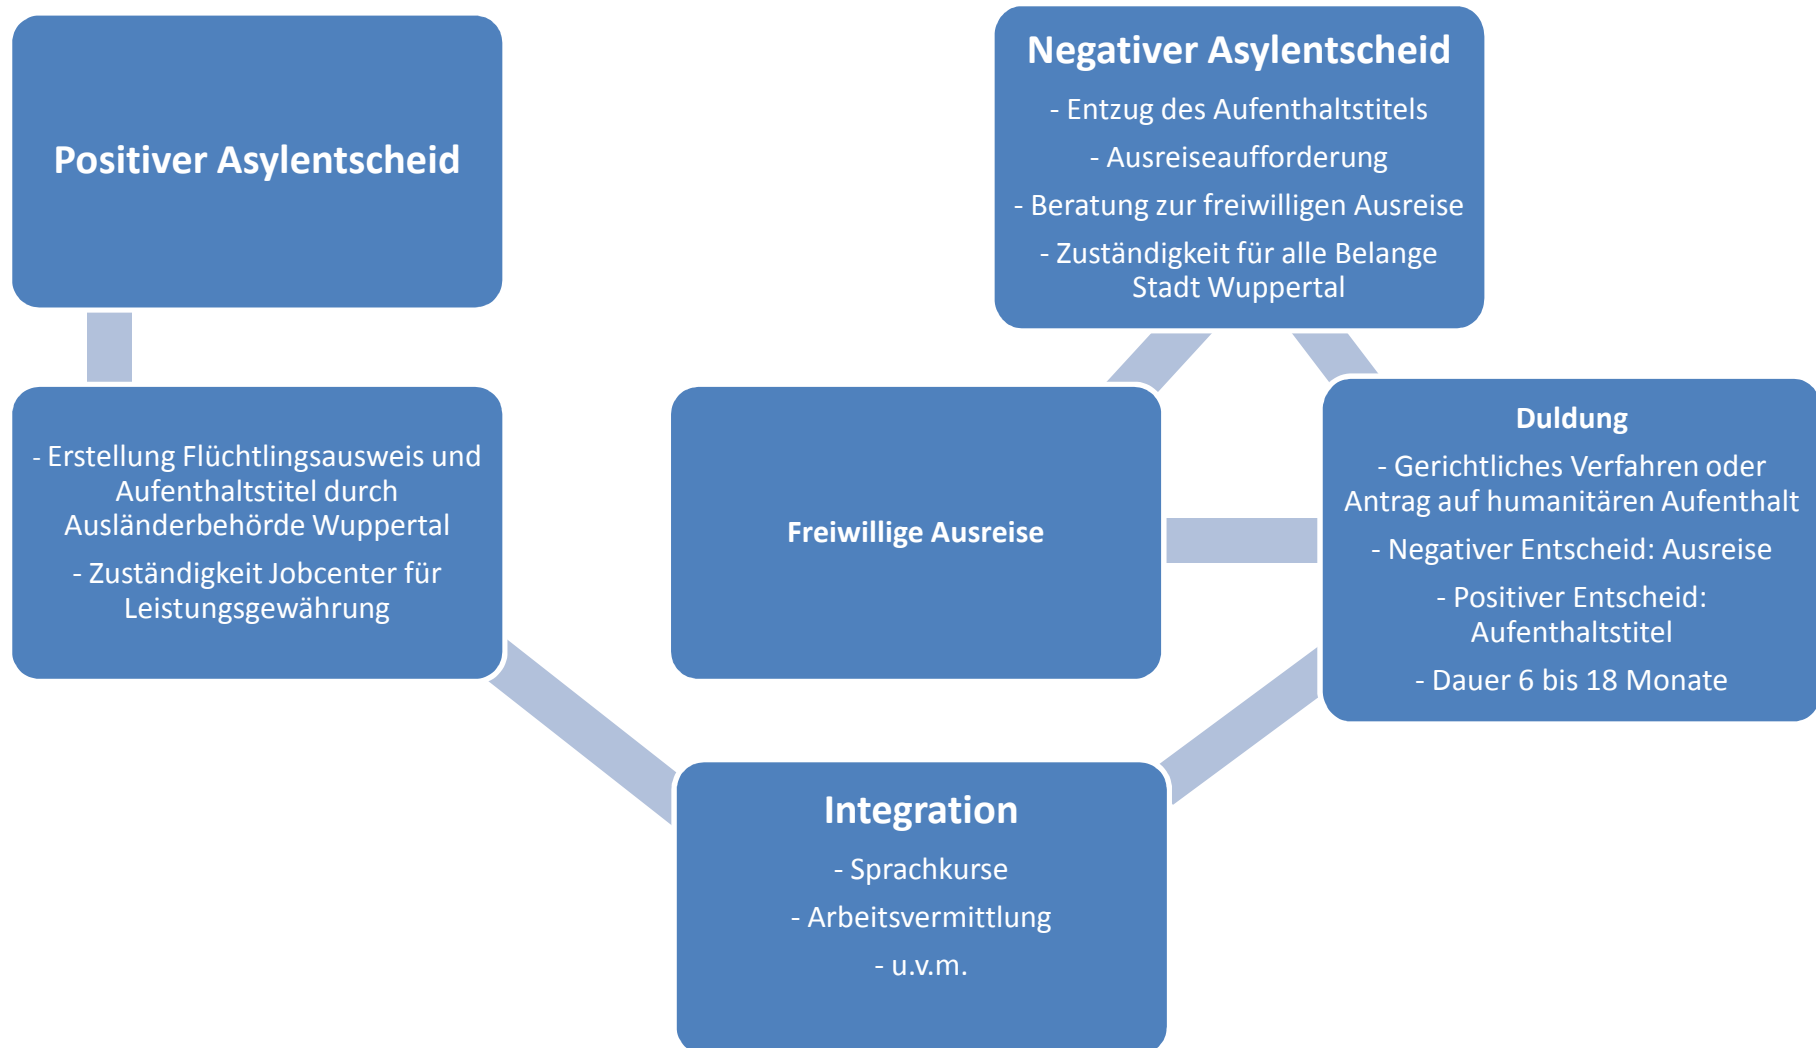 Positiver Asylentscheid
- Erstellung Flüchtlingsausweis und
Aufenthaltstitel durch
Ausländerbehörde Wuppertal
- Zuständigkeit Jobcenter für
Leistungsgewährung
Negativer Asylentscheid
- Entzug des Aufenthaltstitels
- Ausreiseaufforderung
- Beratung zur freiwilligen Ausreise
- Zuständigkeit für alle Belange
Stadt Wuppertal
Freiwillige Ausreise
Duldung
- Gerichtliches Verfahren oder
Antrag auf humanitären Aufenthalt
- Negativer Entscheid: Ausreise
- Positiver Entscheid:
Aufenthaltstitel
- Dauer 6 bis 18 Monate
Integration
- Sprachkurse
- Arbeitsvermittlung
- u.v.m.